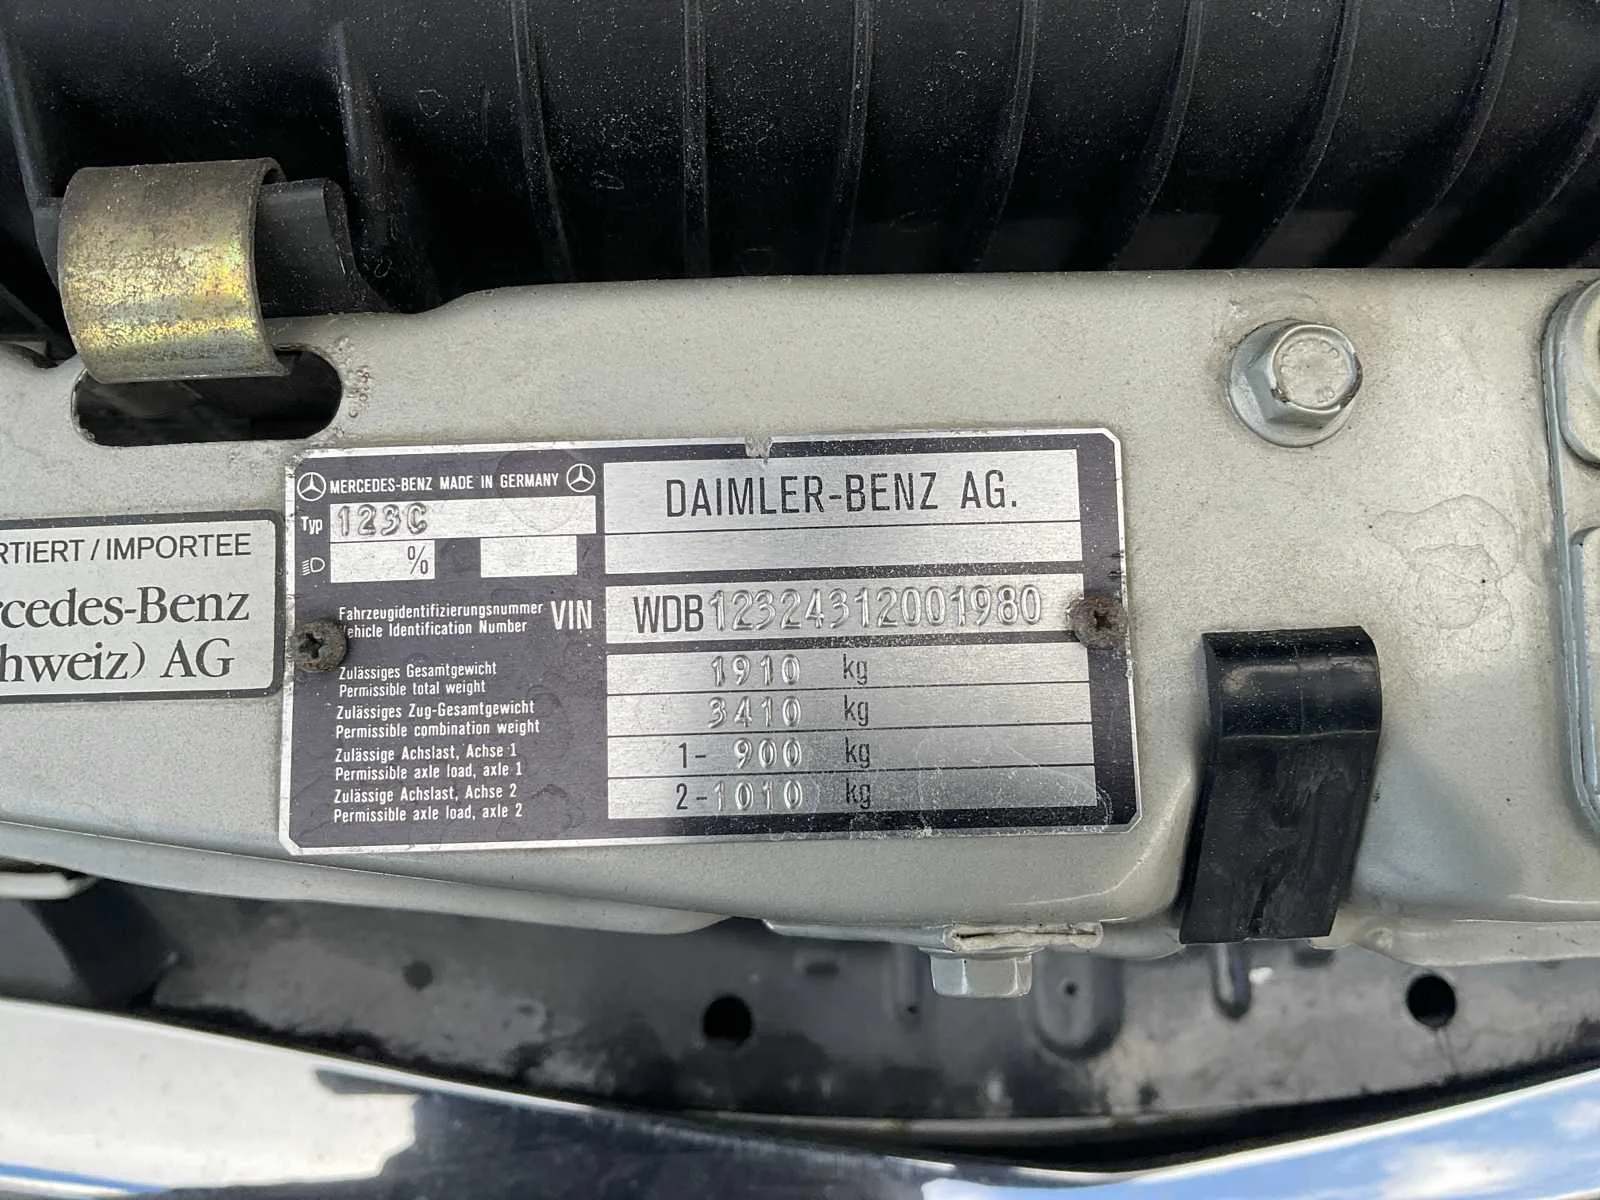 RTIERT / IMPORTEE
rcedes-Benz
hweiz) AG
MERCEDES-BENZ MADE IN GERMANY
DAIMLER-BENZ AG.
Typ 123C
%
Fahrzeugidentifizierungsnummer
Vehicle Identification Number
VIN WDB12324312001980
Zulässiges Gesamtgewicht
Permissible total weight
1910 kg
Zulässiges Zug-Gesamtgewicht
Permissible combination weight
3410 kg
Zulässige Achslast, Achse 1
Permissible axle load, axle 1
1- 900 kg
Zulässige Achslast, Achse 2
Permissible axle load, axle 2
2-1010 kg